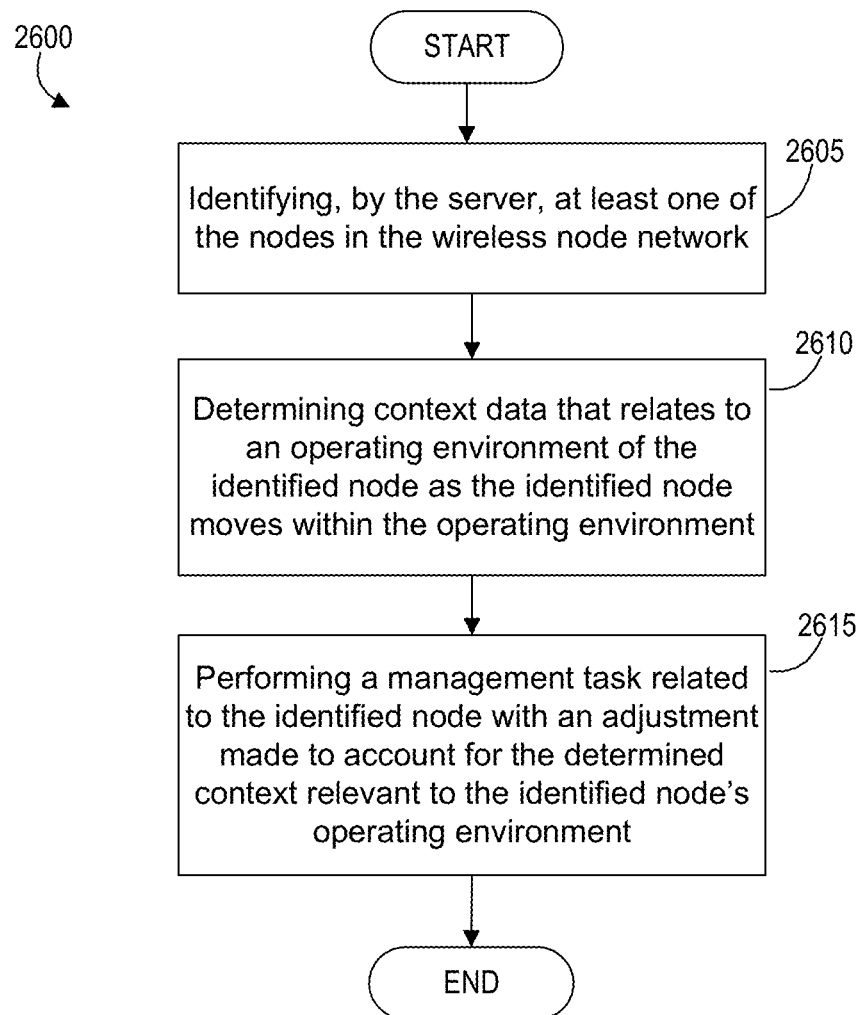 2600
START
2605
Identifying, by the server, at least one of
the nodes in the wireless node network
2610
Determining context data that relates to
an operating environment of the
identified node as the identified node
moves within the operating environment
2615
Performing a management task related
to the identified node with an adjustment
made to account for the determined
context relevant to the identified node's
operating environment
END